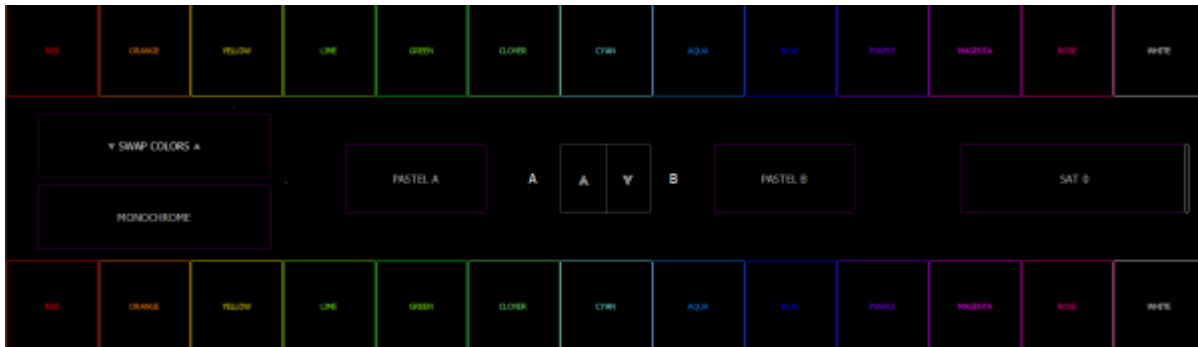 RED ORANGE YELLOW LIME GREEN CLOVER CYAN AQUA BLUE PURPLE MAGENTA ROSE WHITE
▼ SWAP COLORS ▲
PASTEL A A ▲ ▼ B PASTEL B SAT 0
MONOCHROME
RED ORANGE YELLOW LIME GREEN CLOVER CYAN AQUA BLUE PURPLE MAGENTA ROSE WHITE